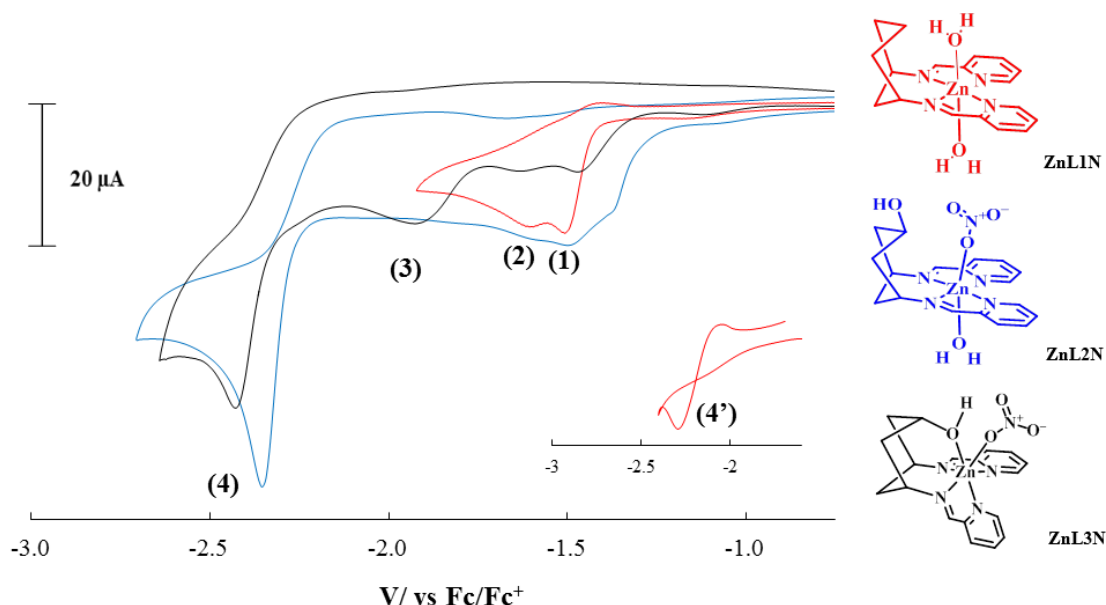 20 µA
(1)
(2)
(3)
(4)
(4')
-3
-2.5
-2
-3.0
-2.5
-2.0
-1.5
-1.0
V/ vs Fc/Fc⁺
H
H
O
N
N
Zn
N
N
O
H
H
ZnL1N
HO
O
N⁺
O⁻
O
N
N
Zn
N
N
O
H
H
ZnL2N
H
O
O
O
N⁺
O⁻
N
N
Zn
N
N
ZnL3N